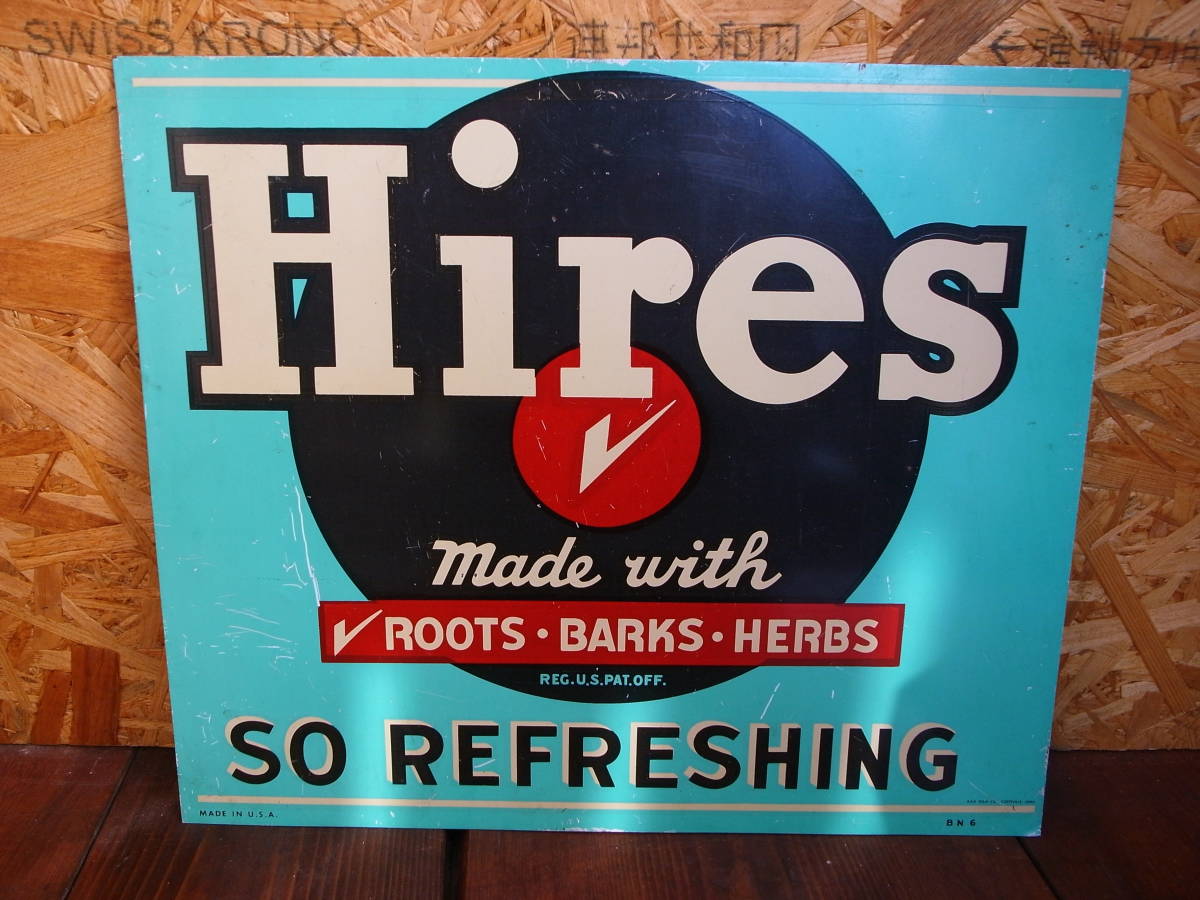 SWISS KRONO
Hires
made with
ROOTS · BARKS · HERBS
REG. U.S. PAT. OFF.
SO REFRESHING
MADE IN U.S.A.
BN 6